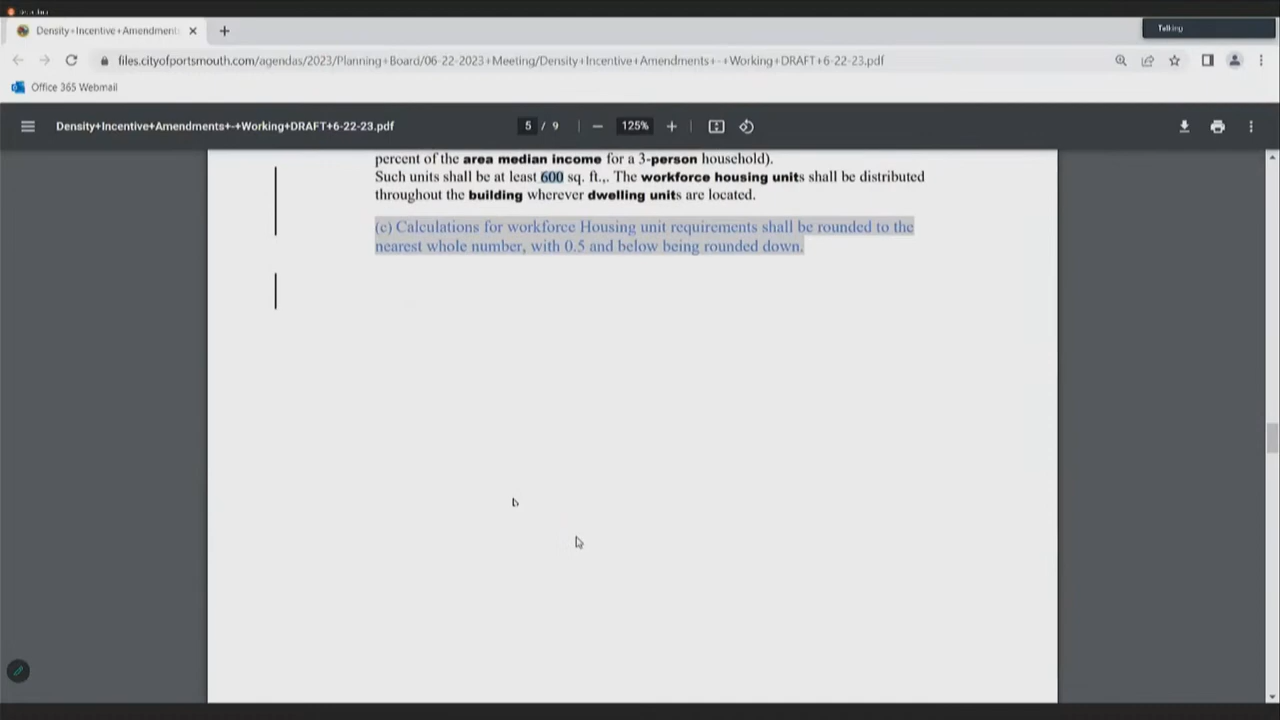 Density+Incentive+Amendment
Talking
files.cityofportsmouth.com/agendas/2023/Planning+Board/06-22-2023+Meeting/Density+Incentive+Amendments+-+Working+DRAFT+6-22-23.pdf
Office 365 Webmail
Density+Incentive+Amendments+-+Working+DRAFT+6-22-23.pdf
5 / 9
125%
percent of the area median income for a 3-person household).
Such units shall be at least 600 sq. ft.,. The workforce housing units shall be distributed
throughout the building wherever dwelling units are located.
(c) Calculations for workforce Housing unit requirements shall be rounded to the
nearest whole number, with 0.5 and below being rounded down.